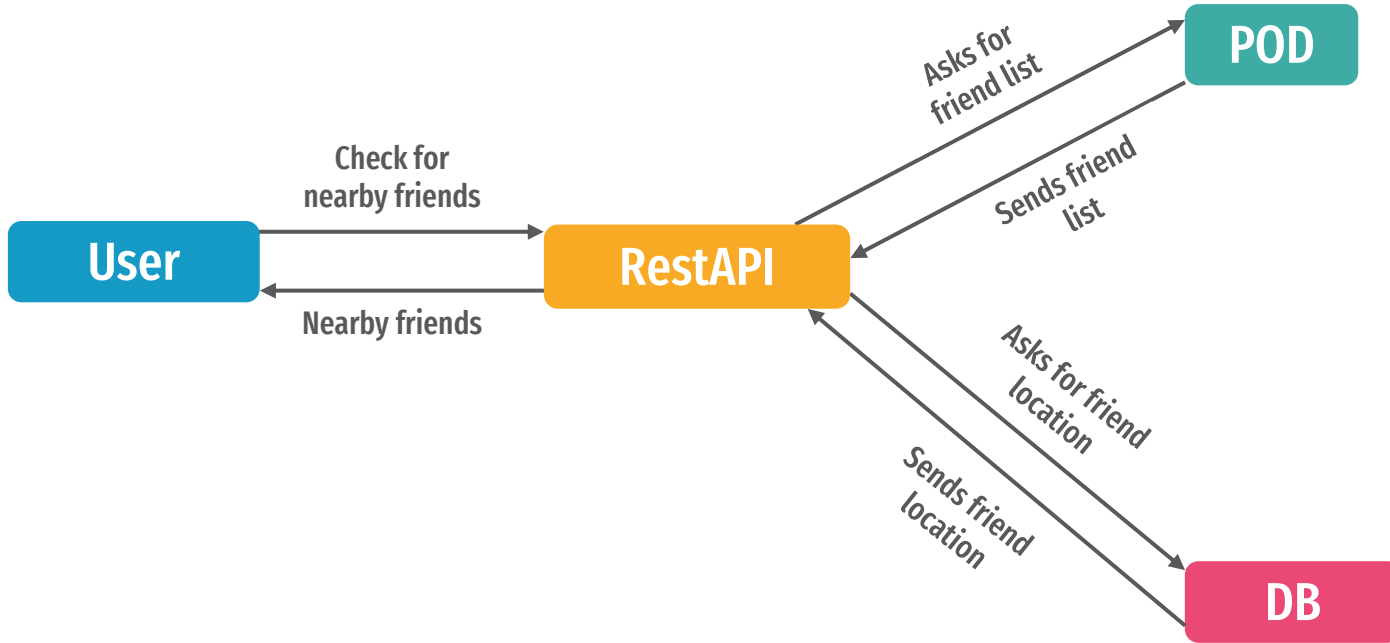 POD
Asks for
friend list
Check for
nearby friends
Sends friend
list
User
RestAPI
Nearby friends
Asks for friend
location
Sends friend
location
DB